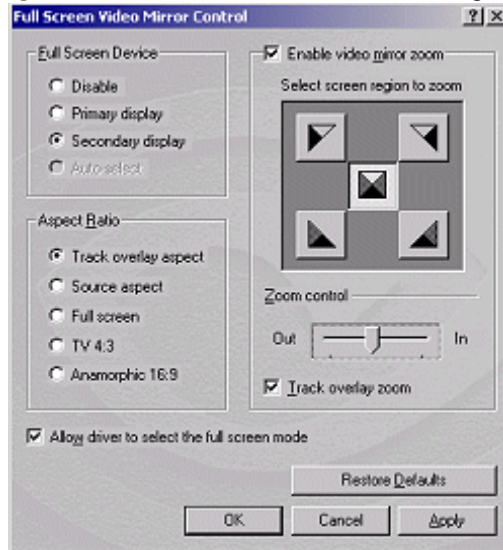 Full Screen Video Mirror Control
? X
Full Screen Device
Disable
Primary display
Secondary display
Auto select
Aspect Ratio
Track overlay aspect
Source aspect
Full screen
TV 4:3
Anamorphic 16:9
Enable video mirror zoom
Select screen region to zoom
Zoom control
Out In
Track overlay zoom
Allow driver to select the full screen mode
Restore Defaults
OK Cancel Apply